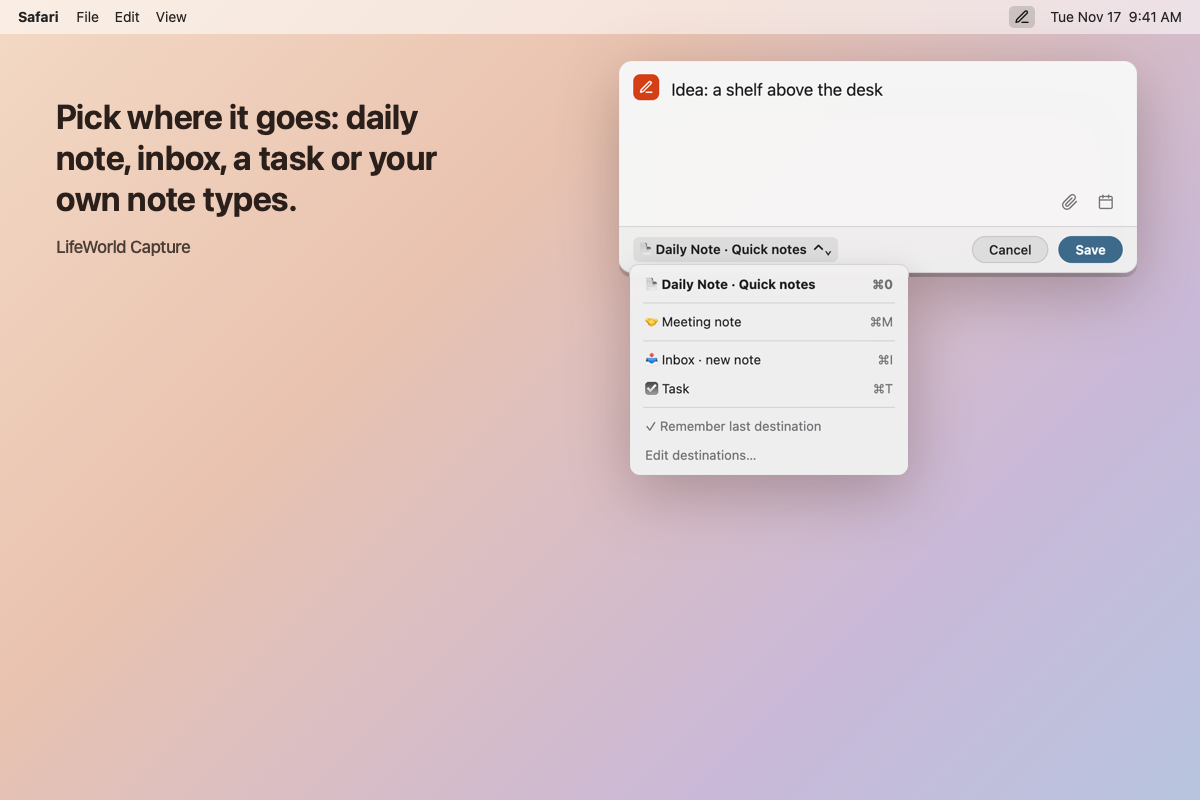 Safari File Edit View
Tue Nov 17 9:41 AM
Pick where it goes: daily
note, inbox, a task or your
own note types.
LifeWorld Capture
Idea: a shelf above the desk
Daily Note · Quick notes
Cancel
Save
Daily Note · Quick notes ⌘0
Meeting note ⌘M
Inbox · new note ⌘I
Task ⌘T
✓ Remember last destination
Edit destinations…